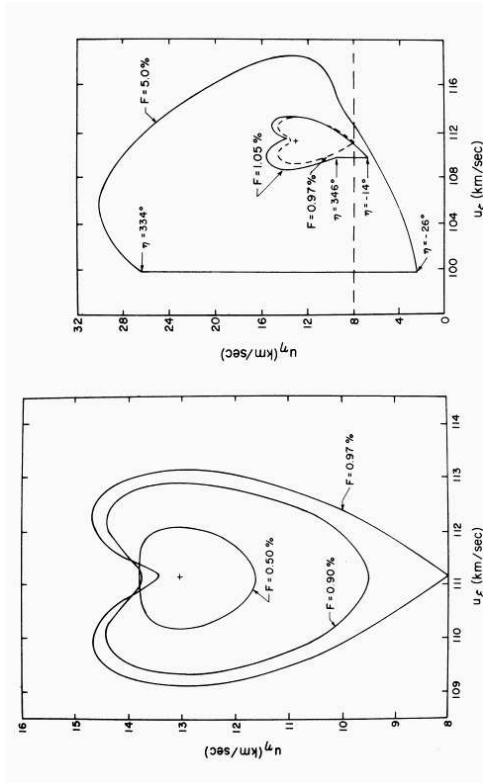 16
15
14
13
12
11
10
9
8
uη (km/sec)
F = 0.50 %
F = 0.90 %
F = 0.97 %
109
110
111
112
113
114
uξ (km/sec)
32
28
24
20
16
12
8
4
0
uη (km/sec)
F = 5.0 %
η = 334°
F = 1.05 %
F = 0.97 %
η = 346°
η = -14°
η = -26°
100
104
108
112
116
uξ (km/sec)